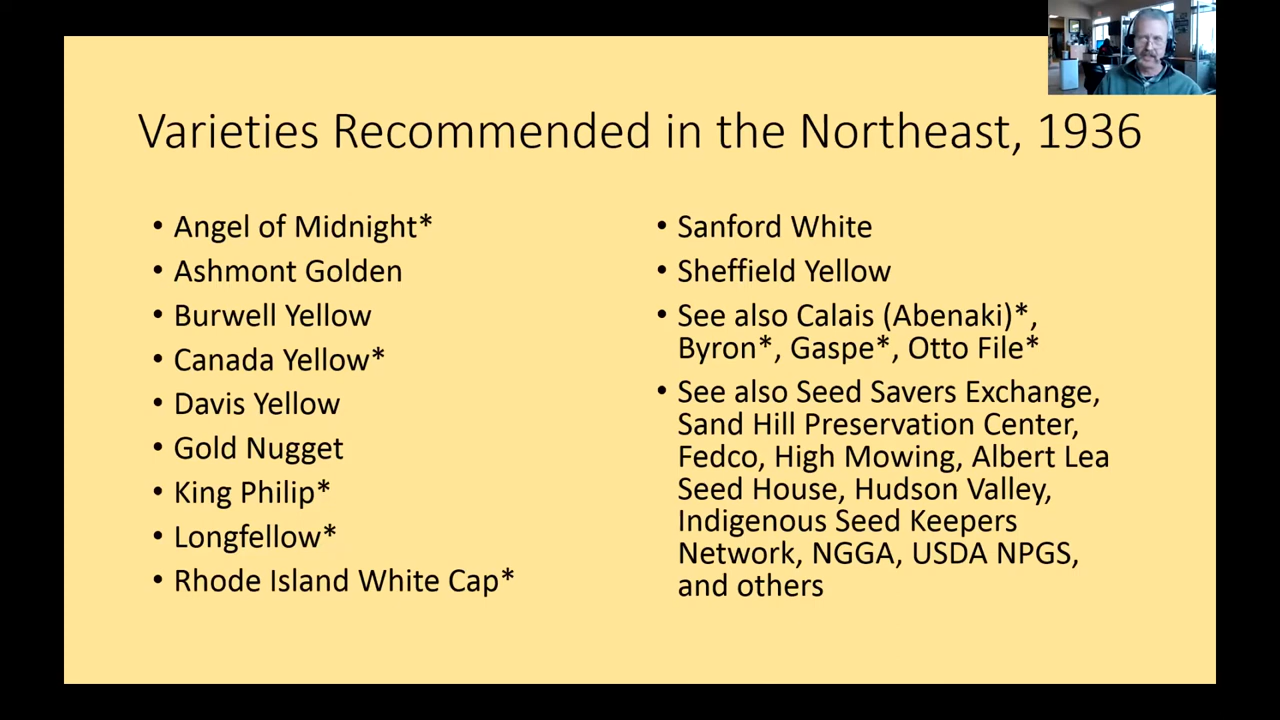 Varieties Recommended in the Northeast, 1936
• Angel of Midnight*
• Ashmont Golden
• Burwell Yellow
• Canada Yellow*
• Davis Yellow
• Gold Nugget
• King Philip*
• Longfellow*
• Rhode Island White Cap*
• Sanford White
• Sheffield Yellow
• See also Calais (Abenaki)*,
Byron*, Gaspe*, Otto File*
• See also Seed Savers Exchange,
Sand Hill Preservation Center,
Fedco, High Mowing, Albert Lea
Seed House, Hudson Valley,
Indigenous Seed Keepers
Network, NGGA, USDA NPGS,
and others